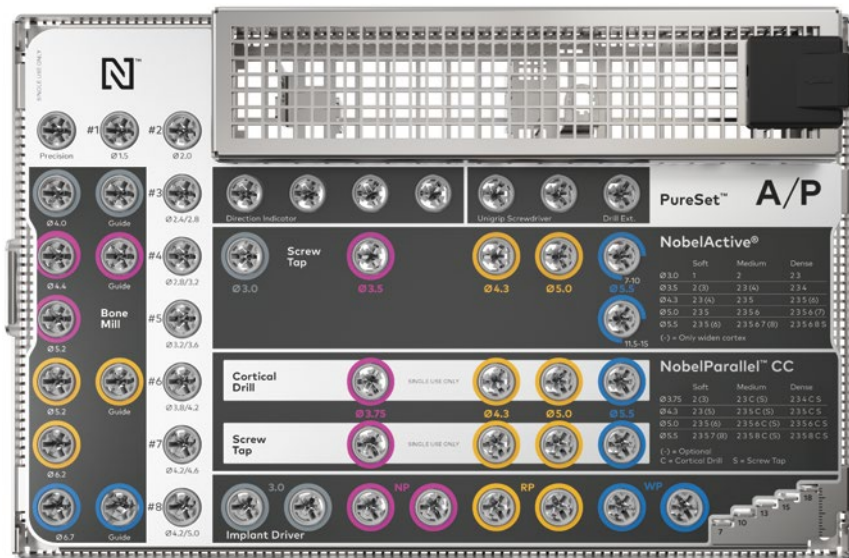 SINGLE USE ONLY
N™
Precision
#1
Ø1.5
#2
Ø2.0
#3
Ø2.4/2.8
#4
Ø2.8/3.2
#5
Ø3.2/3.6
#6
Ø3.8/4.2
#7
Ø4.2/4.6
#8
Ø4.2/5.0
Ø4.0
Guide
Ø4.4
Guide
Bone
Mill
Ø5.2
Ø5.2
Guide
Ø6.2
Ø6.7
Guide
Direction Indicator
Unigrip Screwdriver
Drill Ext.
PureSet™
A/P
Screw
Tap
Ø3.0
Ø3.5
Ø4.3
Ø5.0
Ø5.5
7-10
11,5-15
NobelActive®
Soft Medium Dense
Ø3.0 1 2 2 3
Ø3.5 2 (3) 2 3 (4) 2 3 4
Ø4.3 2 3 (4) 2 3 5 2 3 5 (6)
Ø5.0 2 3 5 2 3 5 6 2 3 5 6 (7)
Ø5.5 2 3 5 (6) 2 3 5 6 7 (8) 2 3 5 6 8 S
(-) = Only widen cortex
Cortical
Drill
SINGLE USE ONLY
Ø3.75
Ø4.3
Ø5.0
Ø5.5
Screw
Tap
SINGLE USE ONLY
NobelParallel™ CC
Soft Medium Dense
Ø3.75 2 (3) 2 3 C (S) 2 3 4 C S
Ø4.3 2 3 (5) 2 3 5 C (S) 2 3 5 C S
Ø5.0 2 3 5 (6) 2 3 5 6 C (S) 2 3 5 6 C S
Ø5.5 2 3 5 7 (8) 2 3 5 8 C (S) 2 3 5 8 C S
(-) = Optional
C = Cortical Drill S = Screw Tap
3.0
NP
RP
WP
Implant Driver
7
10
13
15
18